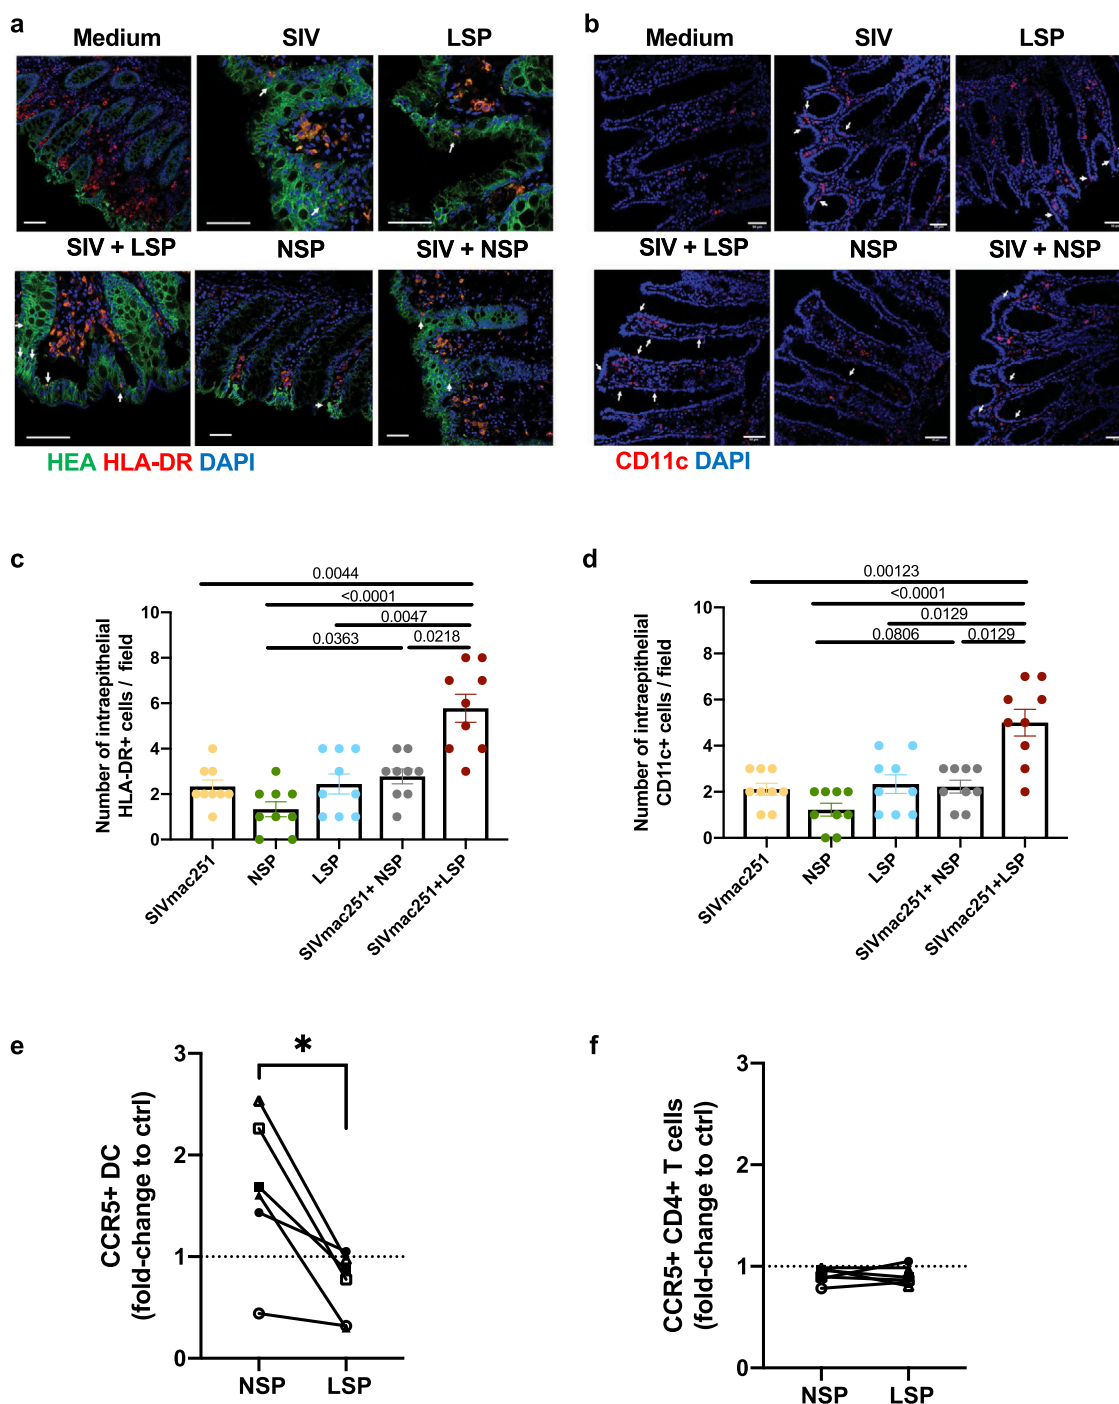 a
Medium SIV LSP
SIV + LSP NSP SIV + NSP
HEA HLA-DR DAPI
b
Medium SIV LSP
SIV + LSP NSP SIV + NSP
CD11c DAPI
c
0.0044
<0.0001
0.0047
0.0363 0.0218
Number of intraepithelial
HLA-DR+ cells / field
10
8
6
4
2
0
SIVmac251
NSP
LSP
SIVmac251+ NSP
SIVmac251+LSP
d
0.00123
<0.0001
0.0129
0.0806 0.0129
Number of intraepithelial
CD11c+ cells / field
10
8
6
4
2
0
SIVmac251
NSP
LSP
SIVmac251+ NSP
SIVmac251+LSP
e
*
CCR5+ DC
(fold-change to ctrl)
3
2
1
0
NSP LSP
f
CCR5+ CD4+ T cells
(fold-change to ctrl)
3
2
1
0
NSP LSP